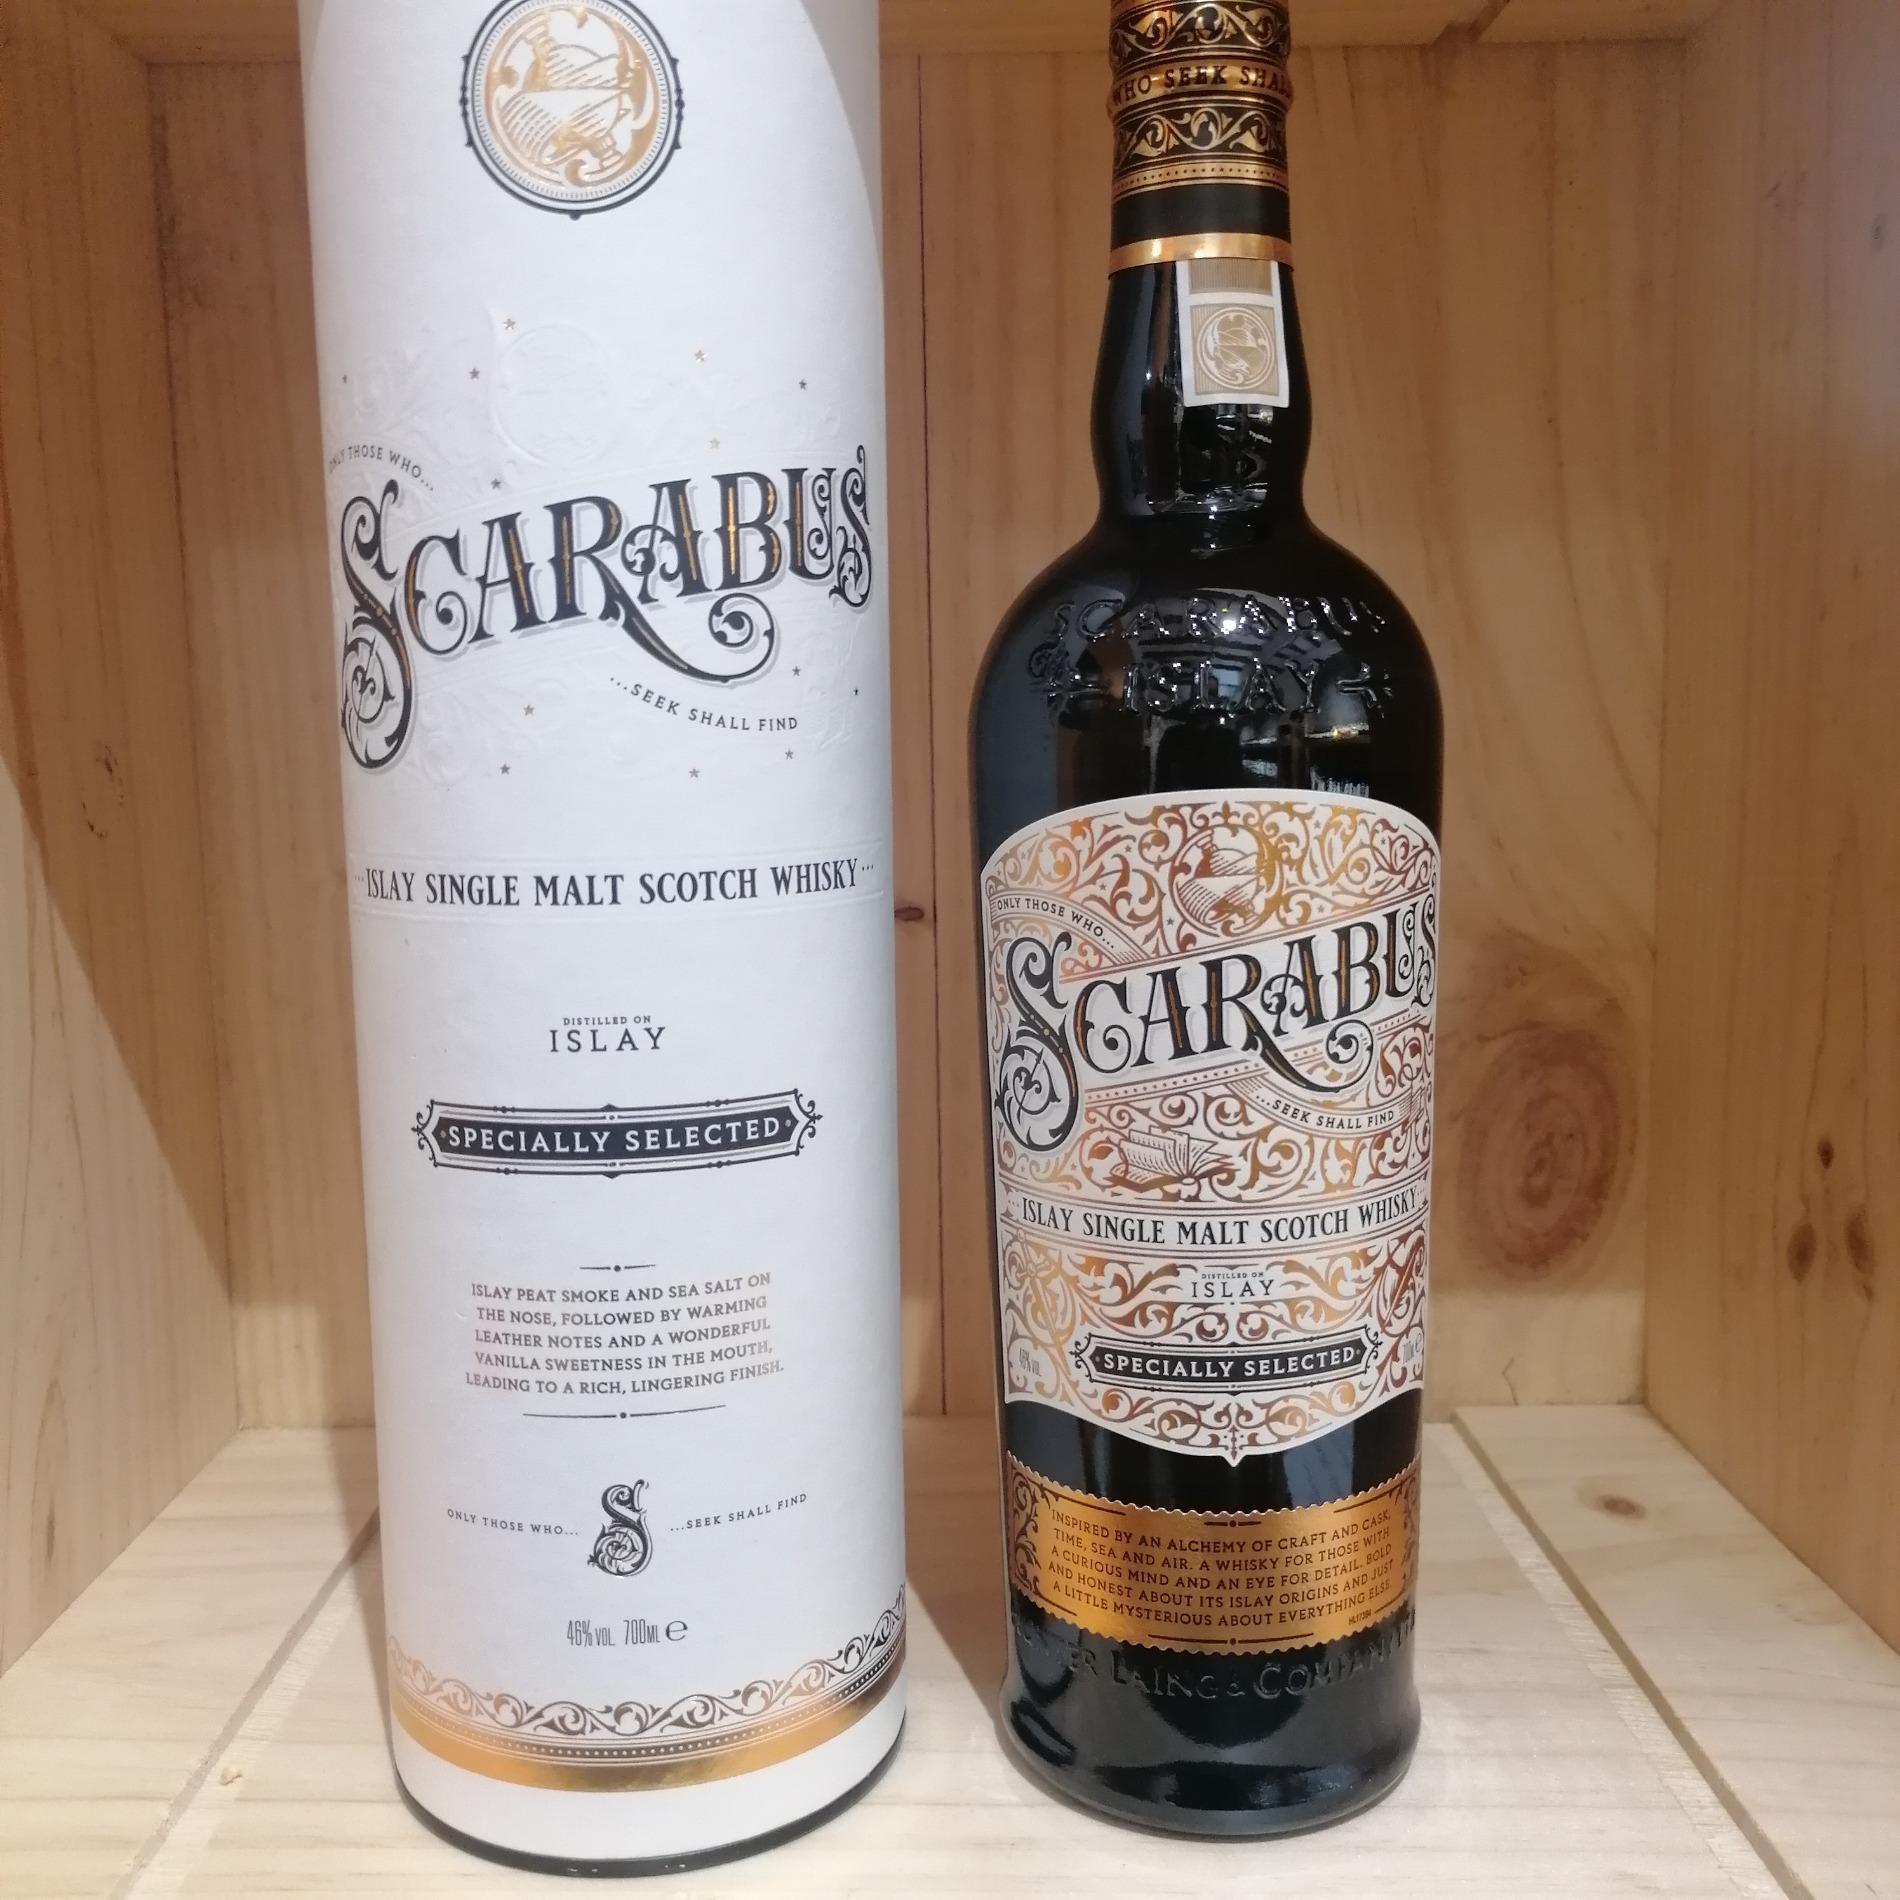 ONLY THOSE WHO...
SCARABUS
...SEEK SHALL FIND
...ISLAY SINGLE MALT SCOTCH WHISKY...
DISTILLED ON
ISLAY
SPECIALLY SELECTED
ISLAY PEAT SMOKE AND SEA SALT ON
THE NOSE, FOLLOWED BY WARMING
LEATHER NOTES AND A WONDERFUL
VANILLA SWEETNESS IN THE MOUTH,
LEADING TO A RICH, LINGERING FINISH.
ONLY THOSE WHO... S ...SEEK SHALL FIND
46% VOL. 700ML e
WHO SEEK
SCARABUS
ISLAY
ONLY THOSE WHO...
SCARABUS
...SEEK SHALL FIND
...ISLAY SINGLE MALT SCOTCH WHISKY...
DISTILLED ON
ISLAY
46% VOL.
SPECIALLY SELECTED
INSPIRED BY AN ALCHEMY OF CRAFT AND CASK,
TIME, SEA AND AIR. A WHISKY FOR THOSE WITH
A CURIOUS MIND AND AN EYE FOR DETAIL. BOLD
AND HONEST ABOUT ITS ISLAY ORIGINS AND JUST
A LITTLE MYSTERIOUS ABOUT EVERYTHING ELSE.
LAING & COMPANY